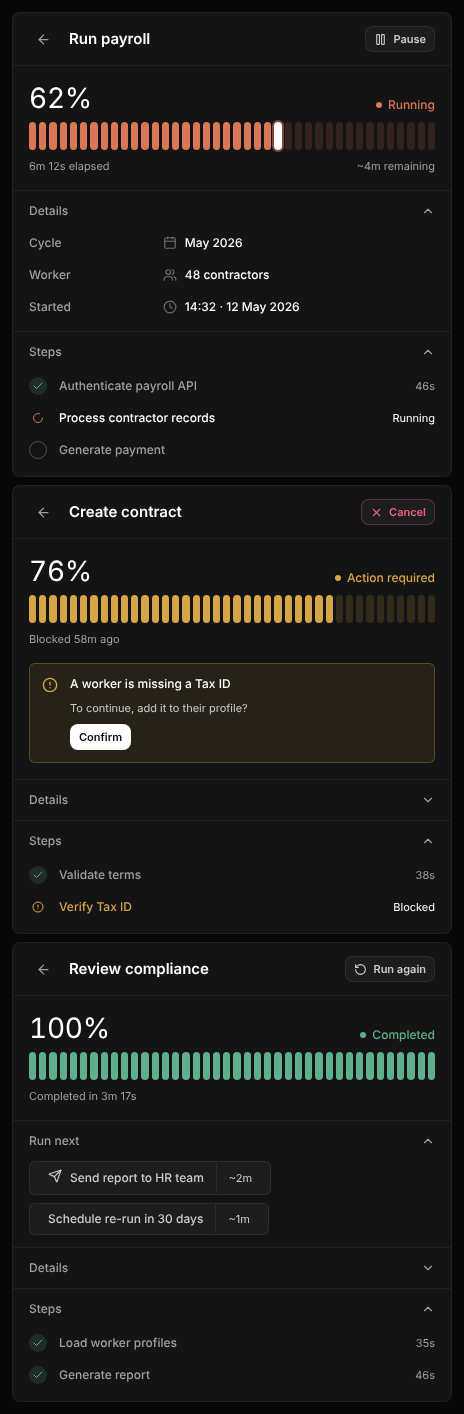 Run payroll
Pause
62%
Running
6m 12s elapsed
~4m remaining
Details
Cycle
May 2026
Worker
48 contractors
Started
14:32 · 12 May 2026
Steps
Authenticate payroll API
46s
Process contractor records
Running
Generate payment
Create contract
Cancel
76%
Action required
Blocked 58m ago
A worker is missing a Tax ID
To continue, add it to their profile?
Confirm
Details
Steps
Validate terms
38s
Verify Tax ID
Blocked
Review compliance
Run again
100%
Completed
Completed in 3m 17s
Run next
Send report to HR team
~2m
Schedule re-run in 30 days
~1m
Details
Steps
Load worker profiles
35s
Generate report
46s